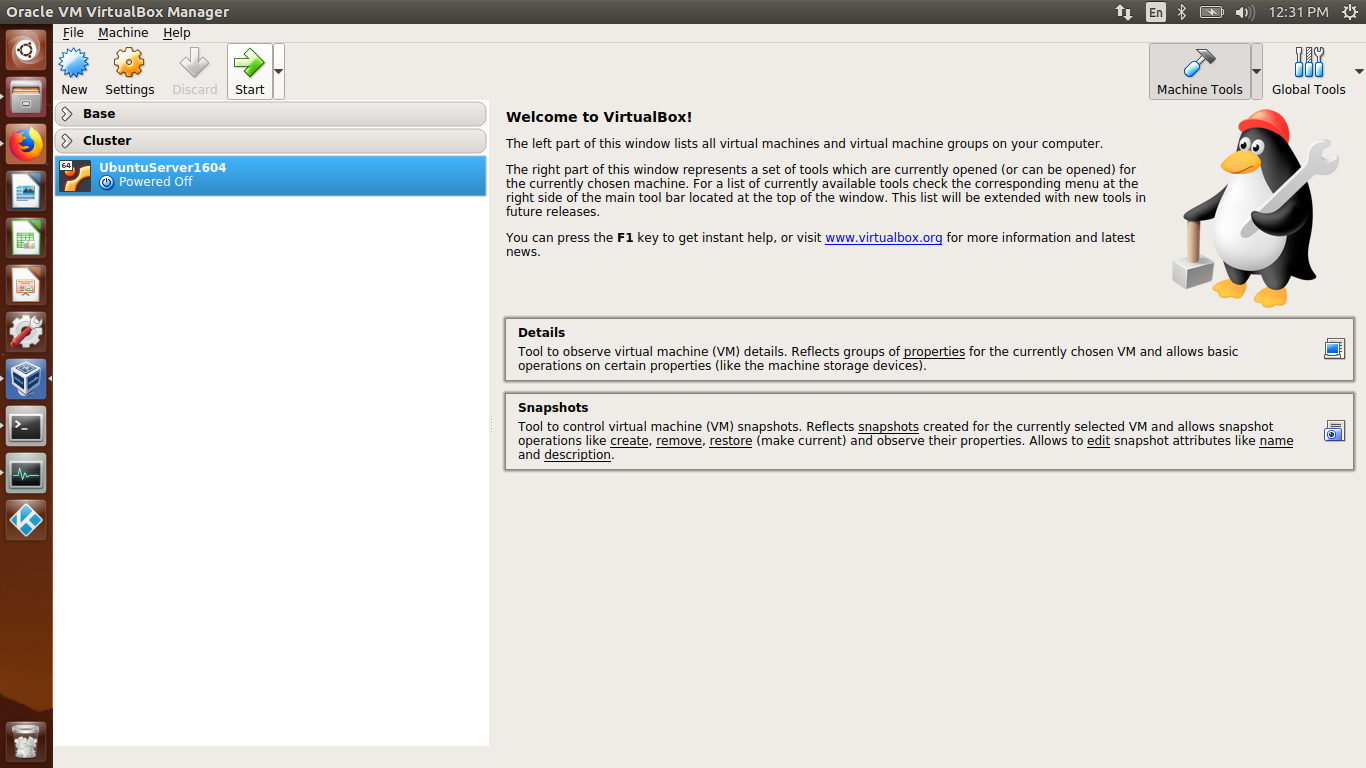 Oracle VM VirtualBox Manager
En
12:31 PM
File Machine Help
New
Settings
Discard
Start
Machine Tools
Global Tools
Base
Cluster
64
UbuntuServer1604
Powered Off
Welcome to VirtualBox!
The left part of this window lists all virtual machines and virtual machine groups on your computer.
The right part of this window represents a set of tools which are currently opened (or can be opened) for
the currently chosen machine. For a list of currently available tools check the corresponding menu at the
right side of the main tool bar located at the top of the window. This list will be extended with new tools in
future releases.
You can press the F1 key to get instant help, or visit www.virtualbox.org for more information and latest
news.
Details
Tool to observe virtual machine (VM) details. Reflects groups of properties for the currently chosen VM and allows basic
operations on certain properties (like the machine storage devices).
Snapshots
Tool to control virtual machine (VM) snapshots. Reflects snapshots created for the currently selected VM and allows snapshot
operations like create, remove, restore (make current) and observe their properties. Allows to edit snapshot attributes like name
and description.